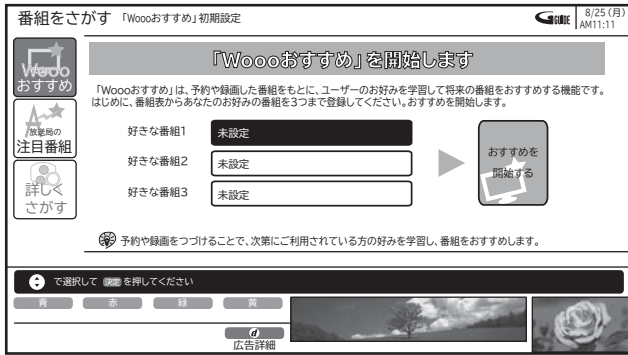 番組をさがす 「Woooおすすめ」初期設定
GGUIDE 8/25(月)
AM11:11
Wooo
おすすめ
放送局の
注目番組
詳しく
さがす
「Woooおすすめ」を開始します
「Woooおすすめ」は、予約や録画した番組をもとに、ユーザーのお好みを学習して将来の番組をおすすめする機能です。
はじめに、番組表からあなたのお好みの番組を3つまで登録してください。おすすめを開始します。
好きな番組1 未設定
好きな番組2 未設定
好きな番組3 未設定
おすすめを
開始する
予約や録画をつづけることで、次第にご利用されている方の好みを学習し、番組をおすすめします。
で選択して 決定 を押してください
青 赤 緑 黄
d
広告詳細